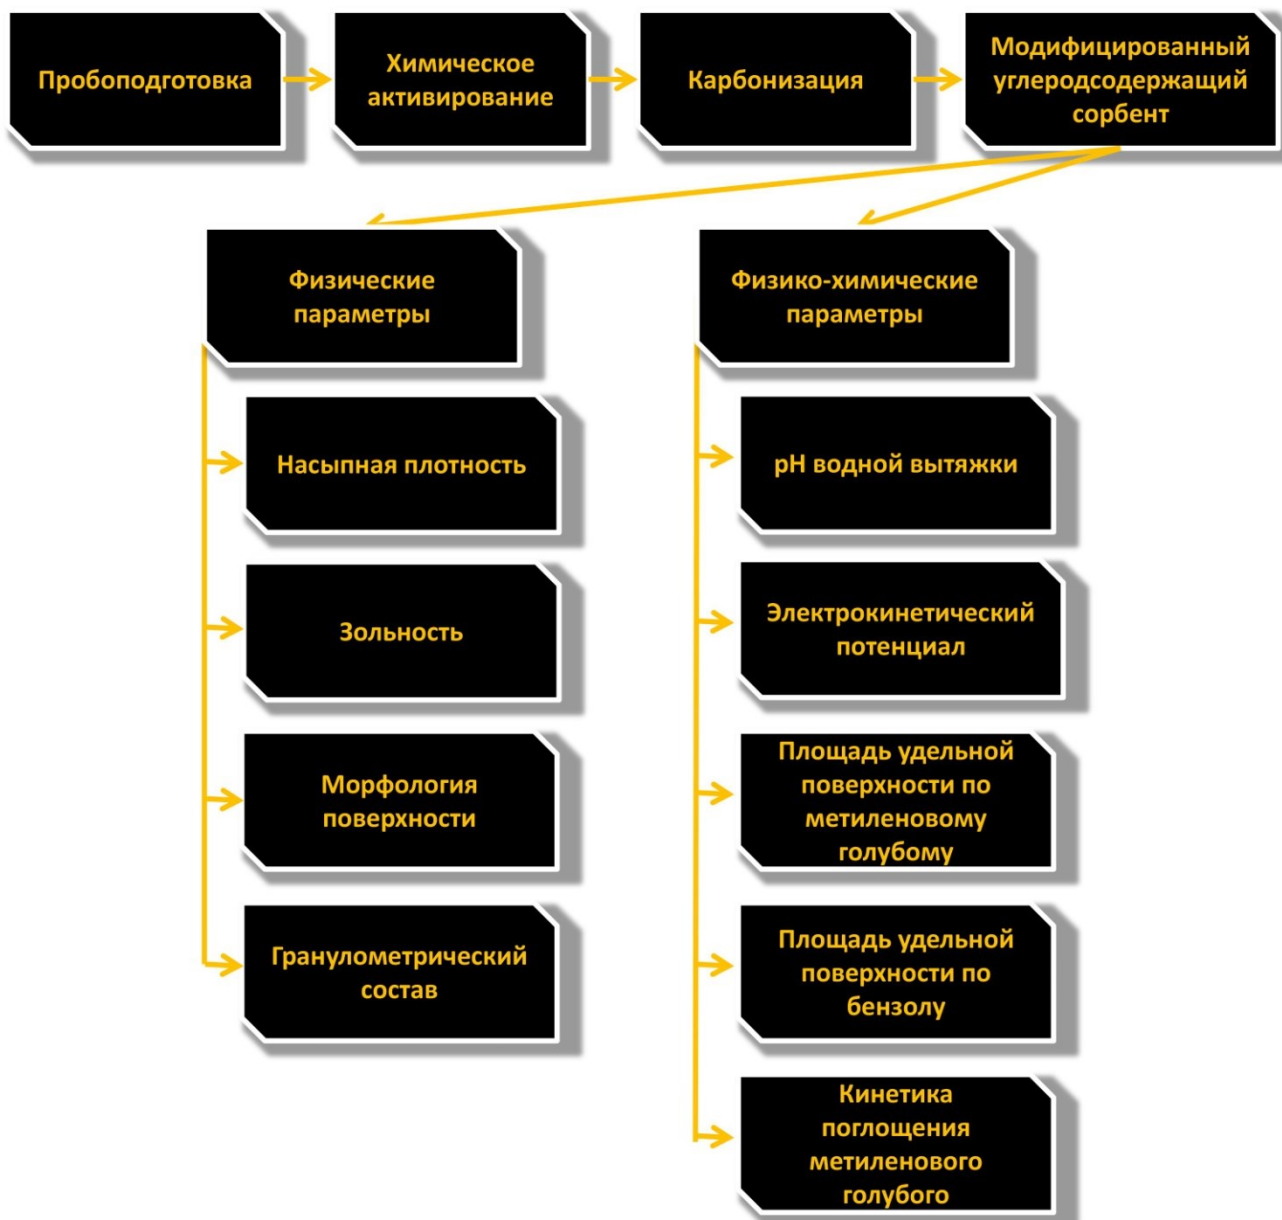 Пробоподготовка
Химическое
активирование
Карбонизация
Модифицированный
углеродсодержащий
сорбент
Физические
параметры
Насыпная плотность
Зольность
Морфология
поверхности
Гранулометрический
состав
Физико-химические
параметры
рН водной вытяжки
Электрокинетический
потенциал
Площадь удельной
поверхности по
метиленовому
голубому
Площадь удельной
поверхности по
бензолу
Кинетика
поглощения
метиленового
голубого